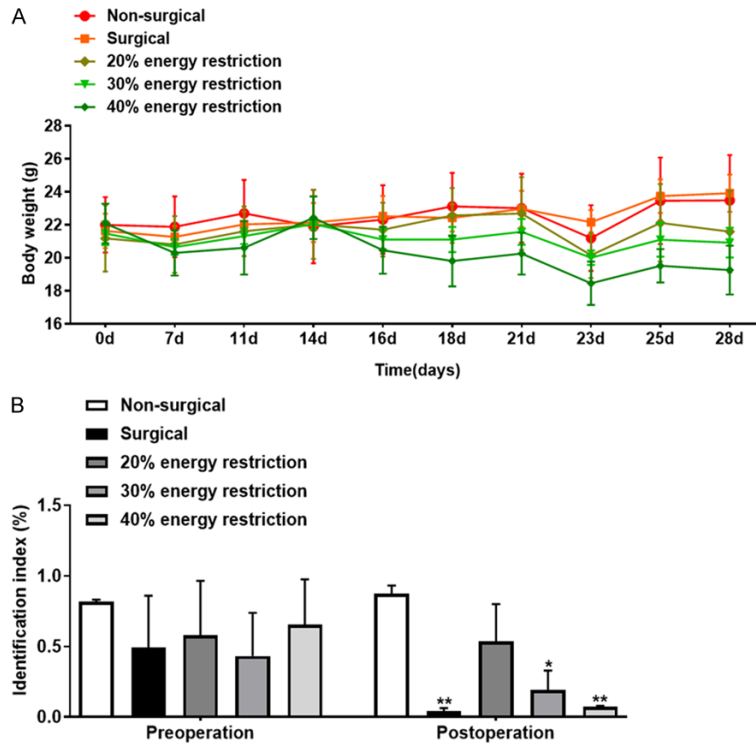 A
Non-surgical
Surgical
20% energy restriction
30% energy restriction
40% energy restriction
28
26
24
22
20
18
16
Body weight (g)
0d 7d 11d 14d 16d 18d 21d 23d 25d 28d
Time(days)
B
Non-surgical
Surgical
20% energy restriction
30% energy restriction
40% energy restriction
1.5
1.0
0.5
0.0
Identification index (%)
** * **
Preoperation Postoperation